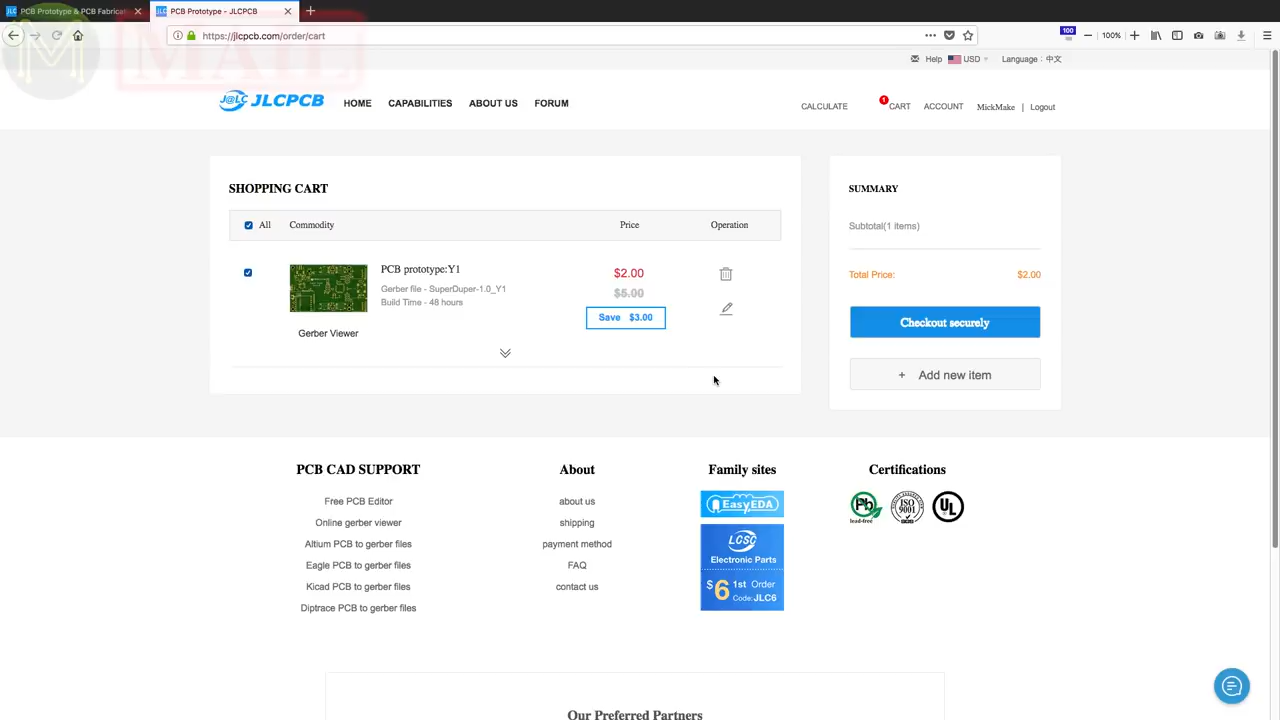 PCB Prototype & PCB Fabricat
PCB Prototype - JLCPCB
https://jlcpcb.com/order/cart
100
100%
Help
USD
Language : 中文
J@LC JLCPCB
HOME
CAPABILITIES
ABOUT US
FORUM
CALCULATE
1
CART
ACCOUNT
MickMake | Logout
SHOPPING CART
All
Commodity
Price
Operation
PCB prototype:Y1
Gerber file - SuperDuper-1.0_Y1
Build Time - 48 hours
Gerber Viewer
$2.00
$5.00
Save $3.00
SUMMARY
Subtotal(1 items)
Total Price: $2.00
Checkout securely
+ Add new item
PCB CAD SUPPORT
Free PCB Editor
Online gerber viewer
Altium PCB to gerber files
Eagle PCB to gerber files
Kicad PCB to gerber files
Diptrace PCB to gerber files
About
about us
shipping
payment method
FAQ
contact us
Family sites
EasyEDA
LCSC
Electronic Parts
$6 1st Order
Code:JLC6
Certifications
Pb
lead-free
ISO
9001
SGS
UL
Our Preferred Partners